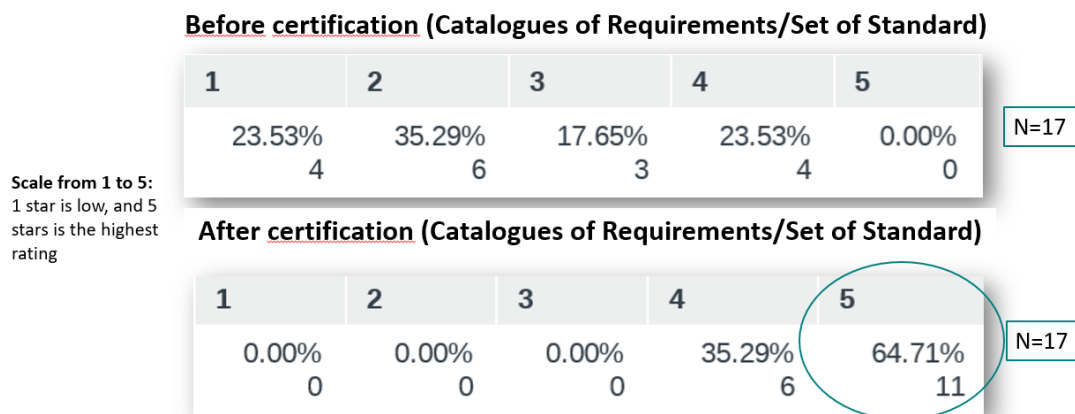 Before certification (Catalogues of Requirements/Set of Standard)
1 2 3 4 5
23.53% 35.29% 17.65% 23.53% 0.00%
4 6 3 4 0
N=17
Scale from 1 to 5:
1 star is low, and 5
stars is the highest
rating
After certification (Catalogues of Requirements/Set of Standard)
1 2 3 4 5
0.00% 0.00% 0.00% 35.29% 64.71%
0 0 0 6 11
N=17